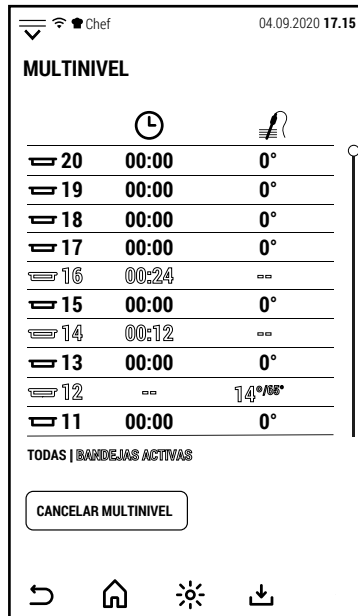 Chef 04.09.2020 17.15
MULTINIVEL
20 00:00 0°
19 00:00 0°
18 00:00 0°
17 00:00 0°
16 00:24 --
15 00:00 0°
14 00:12 --
13 00:00 0°
12 -- 14°/65°
11 00:00 0°
TODAS | BANDEJAS ACTIVAS
CANCELAR MULTINIVEL